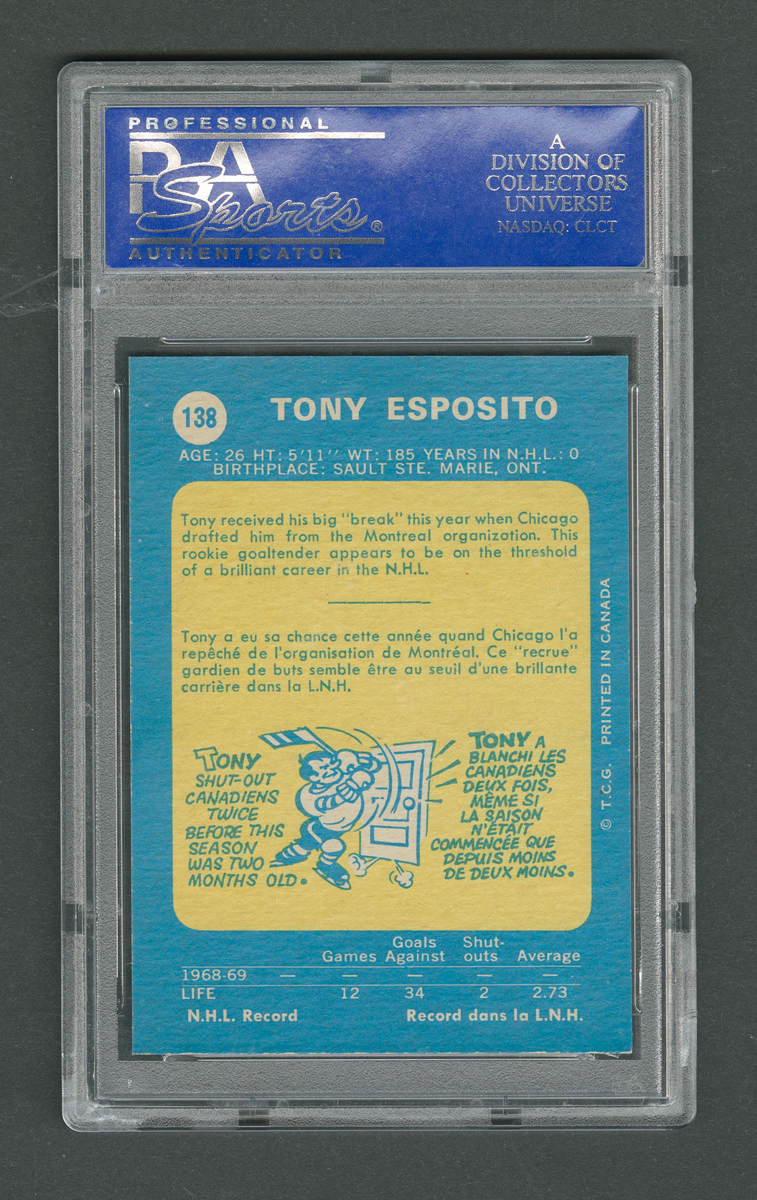 PROFESSIONAL
PSA
Sports®
AUTHENTICATOR
A
DIVISION OF
COLLECTORS
UNIVERSE
NASDAQ: CLCT
138
TONY ESPOSITO
AGE: 26 HT: 5'11'' WT: 185 YEARS IN N.H.L.: 0
BIRTHPLACE: SAULT STE. MARIE, ONT.
Tony received his big "break" this year when Chicago
drafted him from the Montreal organization. This
rookie goaltender appears to be on the threshold
of a brilliant career in the N.H.L.
Tony a eu sa chance cette année quand Chicago l'a
repêché de l'organisation de Montréal. Ce "recrue"
gardien de buts semble être au seuil d'une brillante
carrière dans la L.N.H.
TONY
SHUT-OUT
CANADIENS
TWICE
BEFORE THIS
SEASON
WAS TWO
MONTHS OLD.
TONY A
BLANCHI LES
CANADIENS
DEUX FOIS,
MÊME SI
LA SAISON
N'ÉTAIT
COMMENCÉE QUE
DEPUIS MOINS
DE DEUX MOINS.
© T.C.G. PRINTED IN CANADA
Games Goals Against Shut-outs Average
1968-69 — — — — —
LIFE 12 34 2 2.73
N.H.L. Record Record dans la L.N.H.